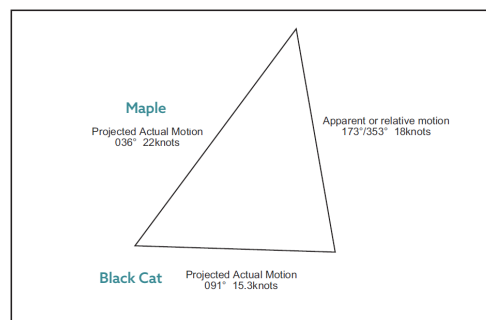 Maple
Projected Actual Motion
036° 22knots
Apparent or relative motion
173°/353° 18knots
Black Cat
Projected Actual Motion
091° 15.3knots